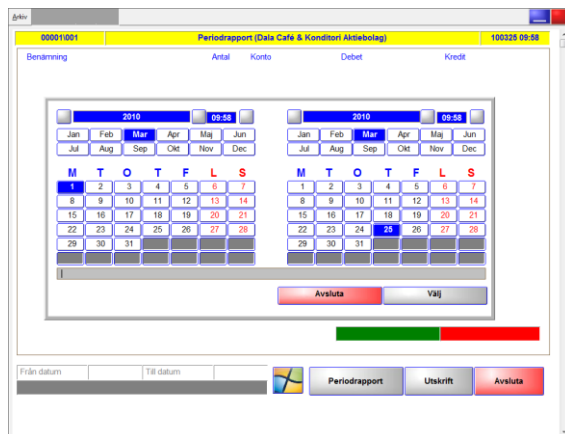 Arkiv
00001\001 Periodrapport (Dala Café & Konditori Aktiebolag) 100325 09:58
Benämning Antal Konto Debet Kredit
2010 09:58 2010 09:58
Jan Feb Mar Apr Maj Jun Jan Feb Mar Apr Maj Jun
Jul Aug Sep Okt Nov Dec Jul Aug Sep Okt Nov Dec
M T O T F L S M T O T F L S
1 2 3 4 5 6 7 1 2 3 4 5 6 7
8 9 10 11 12 13 14 8 9 10 11 12 13 14
15 16 17 18 19 20 21 15 16 17 18 19 20 21
22 23 24 25 26 27 28 22 23 24 25 26 27 28
29 30 31 29 30 31
Avsluta Välj
Från datum Till datum
Periodrapport Utskrift Avsluta